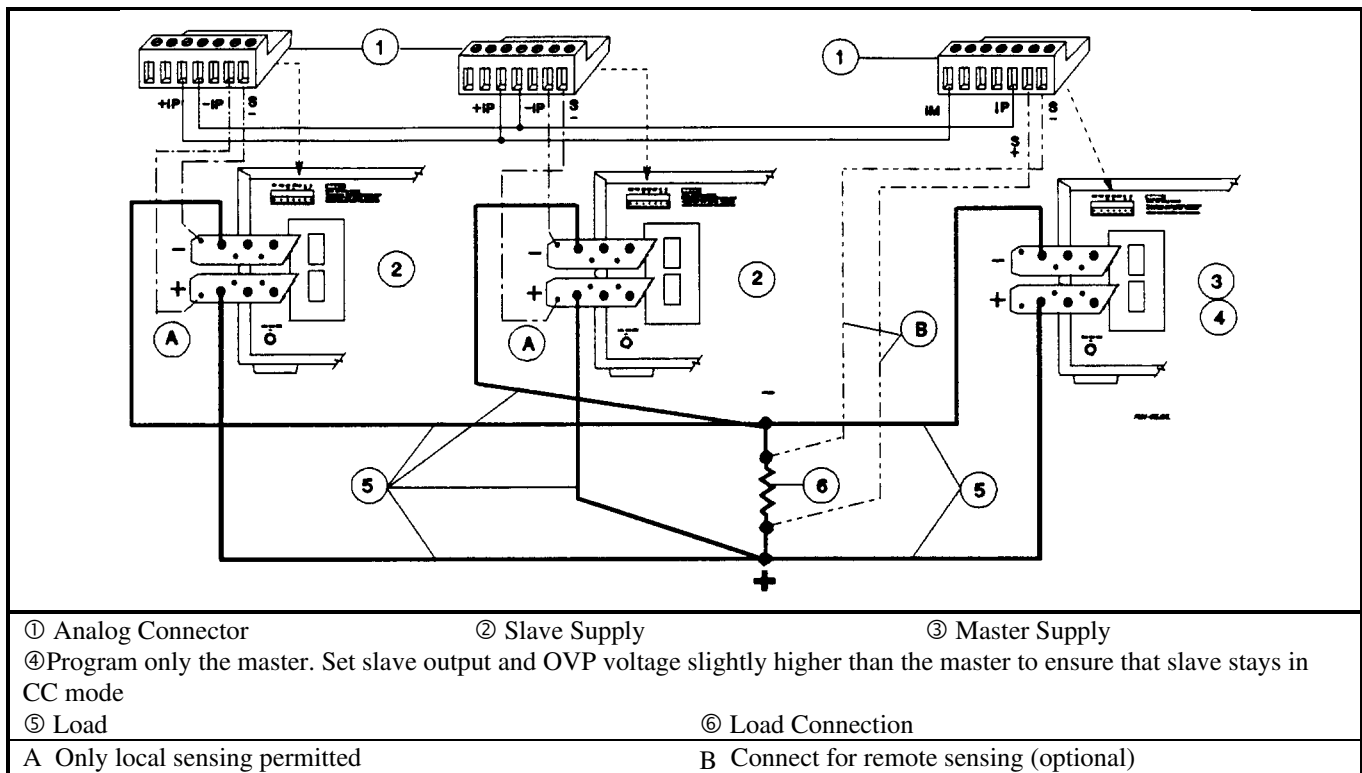 1
1
+IP
-IP
S
-
+IP
-IP
S
-
IM
↓P
S
-
S
+
-
+
2
A
-
+
2
A
-
+
3
4
B
-
5
6
5
+
① Analog Connector ② Slave Supply ③ Master Supply
④Program only the master. Set slave output and OVP voltage slightly higher than the master to ensure that slave stays in
CC mode
⑤ Load ⑥ Load Connection
A Only local sensing permitted B Connect for remote sensing (optional)